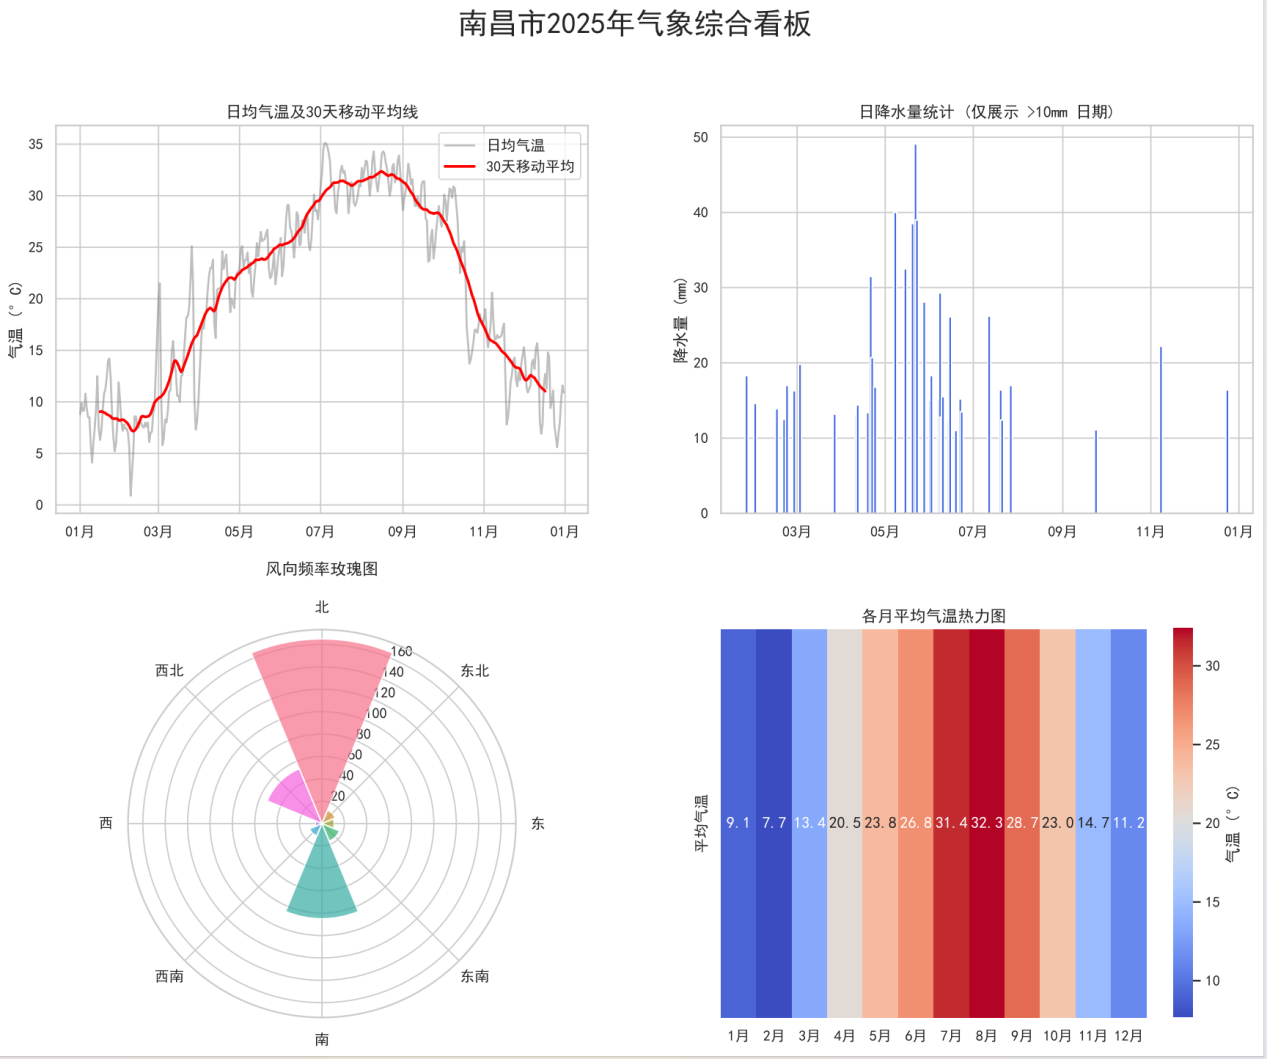 南昌市2025年气象综合看板
日均气温及30天移动平均线
日均气温
30天移动平均
气温 (°C)
35
30
25
20
15
10
5
0
01月 03月 05月 07月 09月 11月 01月
日降水量统计 (仅展示 >10mm 日期)
降水量 (mm)
50
40
30
20
10
0
03月 05月 07月 09月 11月 01月
风向频率玫瑰图
北
西北
东北
160
140
120
100
80
60
40
20
西
东
西南
东南
南
各月平均气温热力图
平均气温
9.1 7.7 13.4 20.5 23.8 26.8 31.4 32.3 28.7 23.0 14.7 11.2
1月 2月 3月 4月 5月 6月 7月 8月 9月 10月 11月 12月
30
25
20
15
10
气温 (°C)